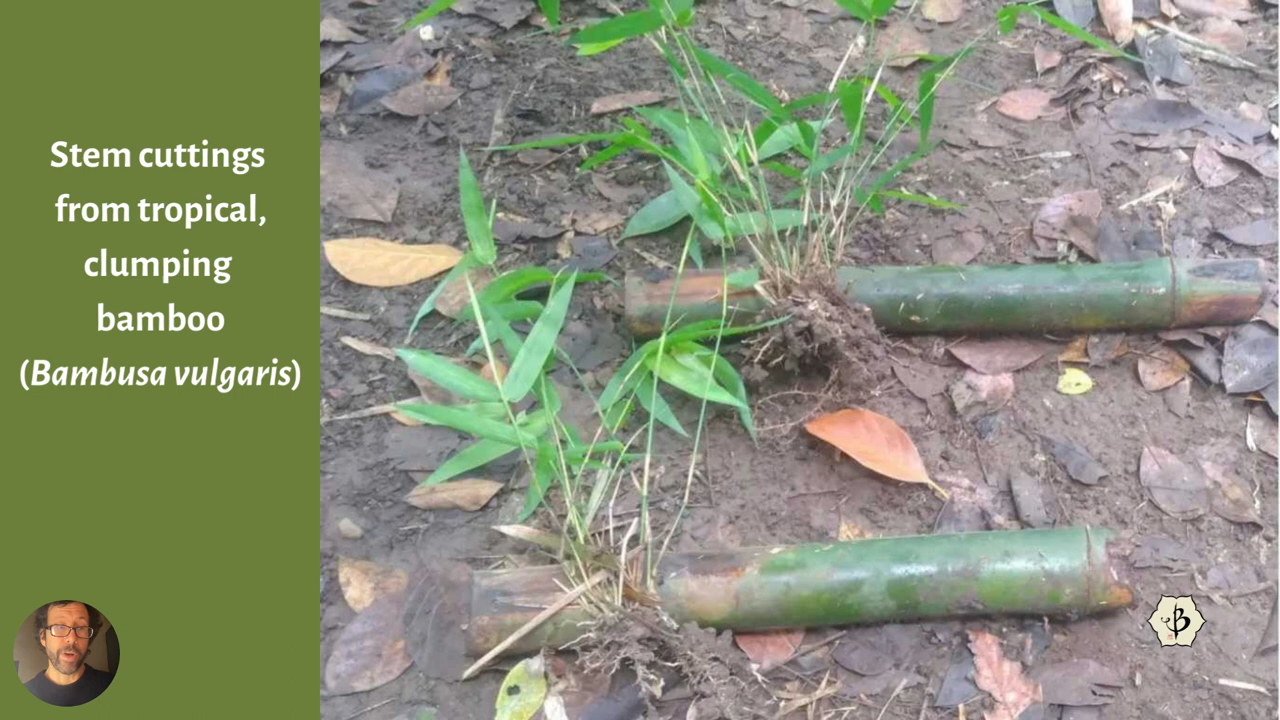 Stem cuttings
from tropical,
clumping
bamboo
(Bambusa vulgaris)
B